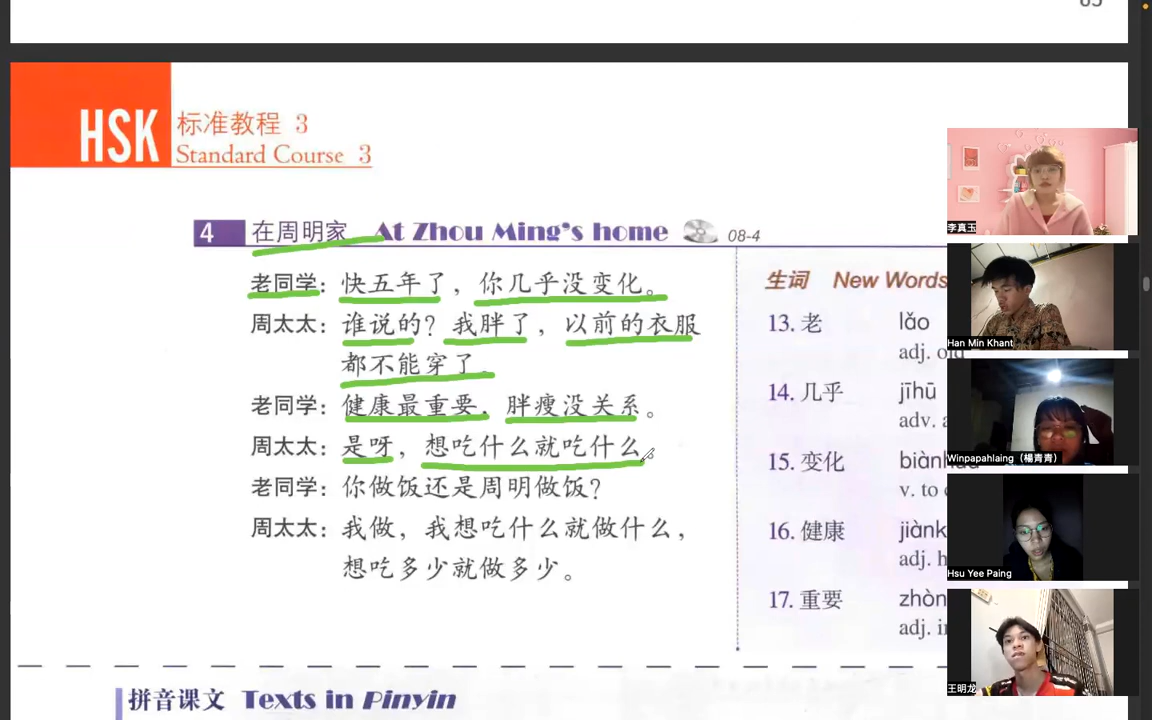 HSK 标准教程 3
Standard Course 3
4 在周明家 At Zhou Ming's home 08-4
老同学：快五年了，你几乎没变化。
周太太：谁说的？我胖了，以前的衣服
都不能穿了。
老同学：健康最重要，胖瘦没关系。
周太太：是呀，想吃什么就吃什么。
老同学：你做饭还是周明做饭？
周太太：我做，我想吃什么就做什么，
想吃多少就做多少。
生词 New Words
13. 老 lǎo
adj. old
14. 几乎 jīhū
adv.
15. 变化
v. to
16. 健康
adj.
17. 重要
adj.
拼音课文 Texts in Pinyin
李真玉
Han Min Khant
Winpapahlaing（楊青青）
Hsu Yee Paing
王明龙